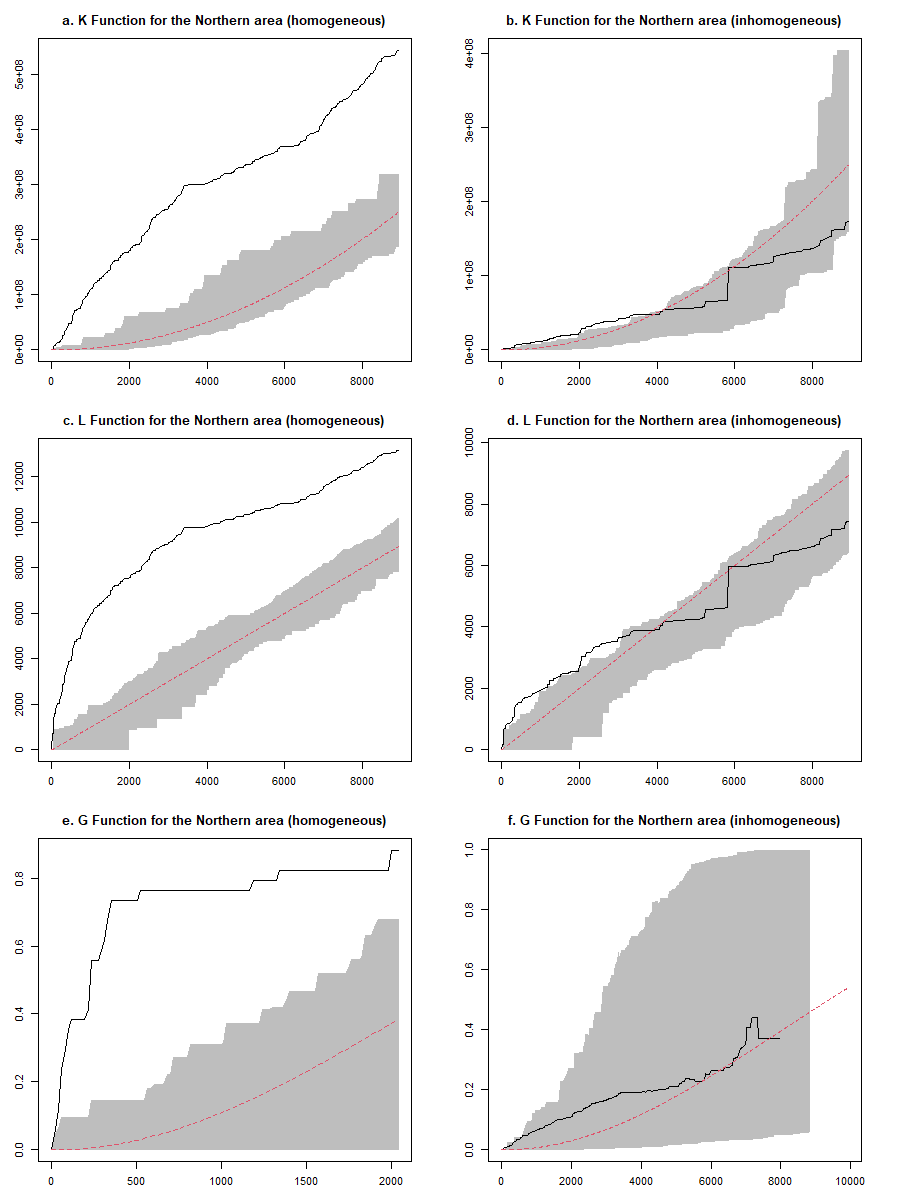 a. K Function for the Northern area (homogeneous)
0e+00 1e+08 2e+08 3e+08 4e+08 5e+08
0 2000 4000 6000 8000
b. K Function for the Northern area (inhomogeneous)
0e+00 1e+08 2e+08 3e+08 4e+08
0 2000 4000 6000 8000
c. L Function for the Northern area (homogeneous)
0 2000 4000 6000 8000 10000 12000
0 2000 4000 6000 8000
d. L Function for the Northern area (inhomogeneous)
0 2000 4000 6000 8000 10000
0 2000 4000 6000 8000
e. G Function for the Northern area (homogeneous)
0.0 0.2 0.4 0.6 0.8
0 500 1000 1500 2000
f. G Function for the Northern area (inhomogeneous)
0.0 0.2 0.4 0.6 0.8 1.0
0 2000 4000 6000 8000 10000